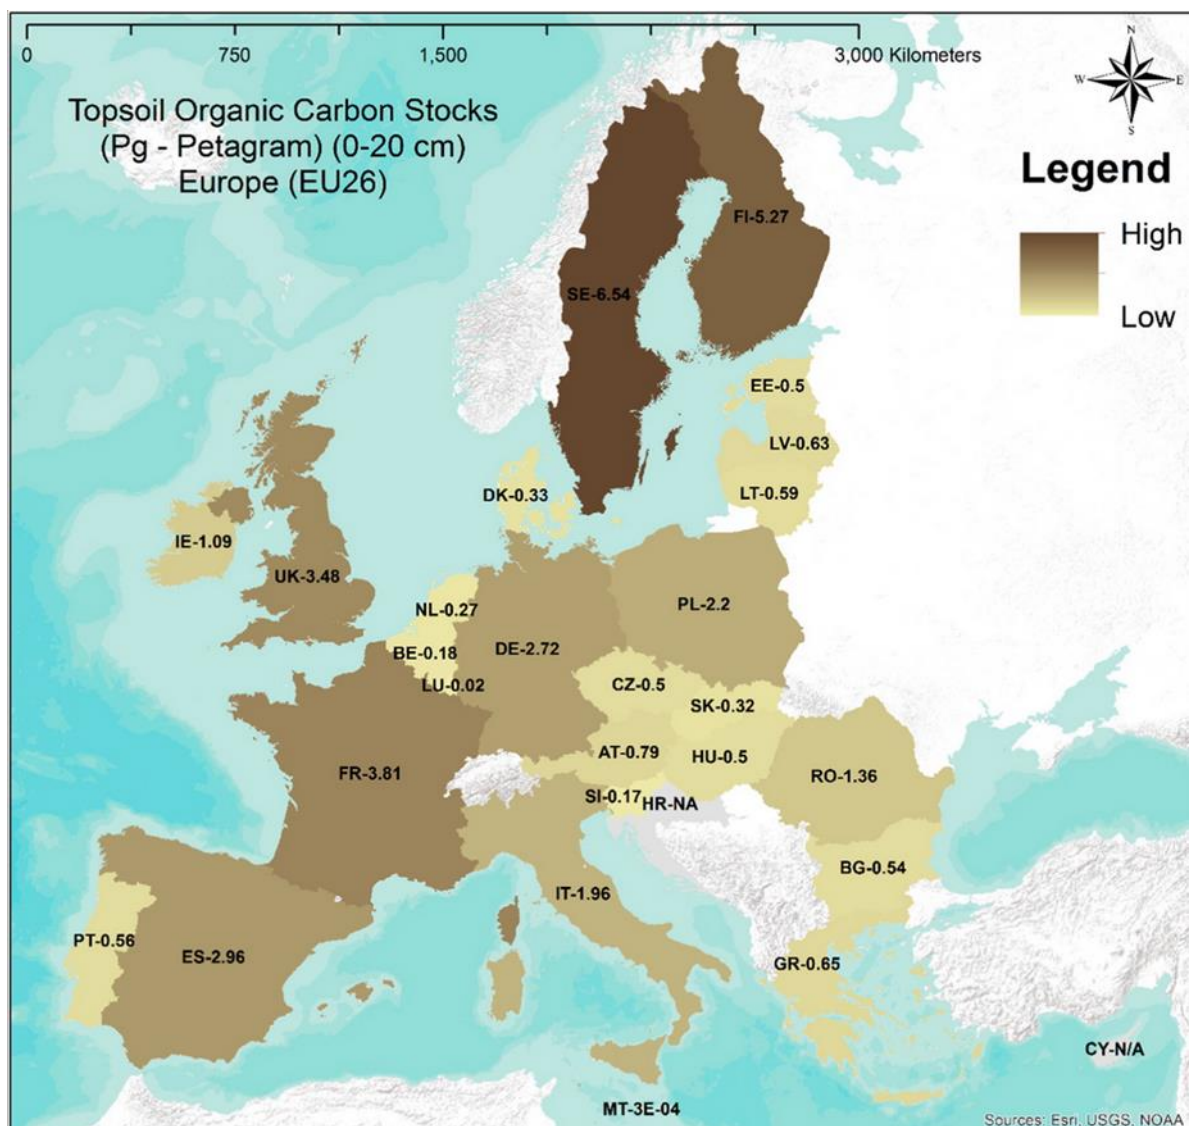 0 750 1,500 3,000 Kilometers
N
W E
S
Topsoil Organic Carbon Stocks
(Pg - Petagram) (0-20 cm)
Europe (EU26)
Legend
High
Low
FI-5.27
SE-6.54
EE-0.5
LV-0.63
LT-0.59
DK-0.33
IE-1.09
UK-3.48
NL-0.27
PL-2.2
BE-0.18
DE-2.72
LU-0.02
CZ-0.5
SK-0.32
AT-0.79
HU-0.5
FR-3.81
RO-1.36
SI-0.17
HR-NA
BG-0.54
IT-1.96
PT-0.56
ES-2.96
GR-0.65
CY-N/A
MT-3E-04
Sources: Esri, USGS, NOAA